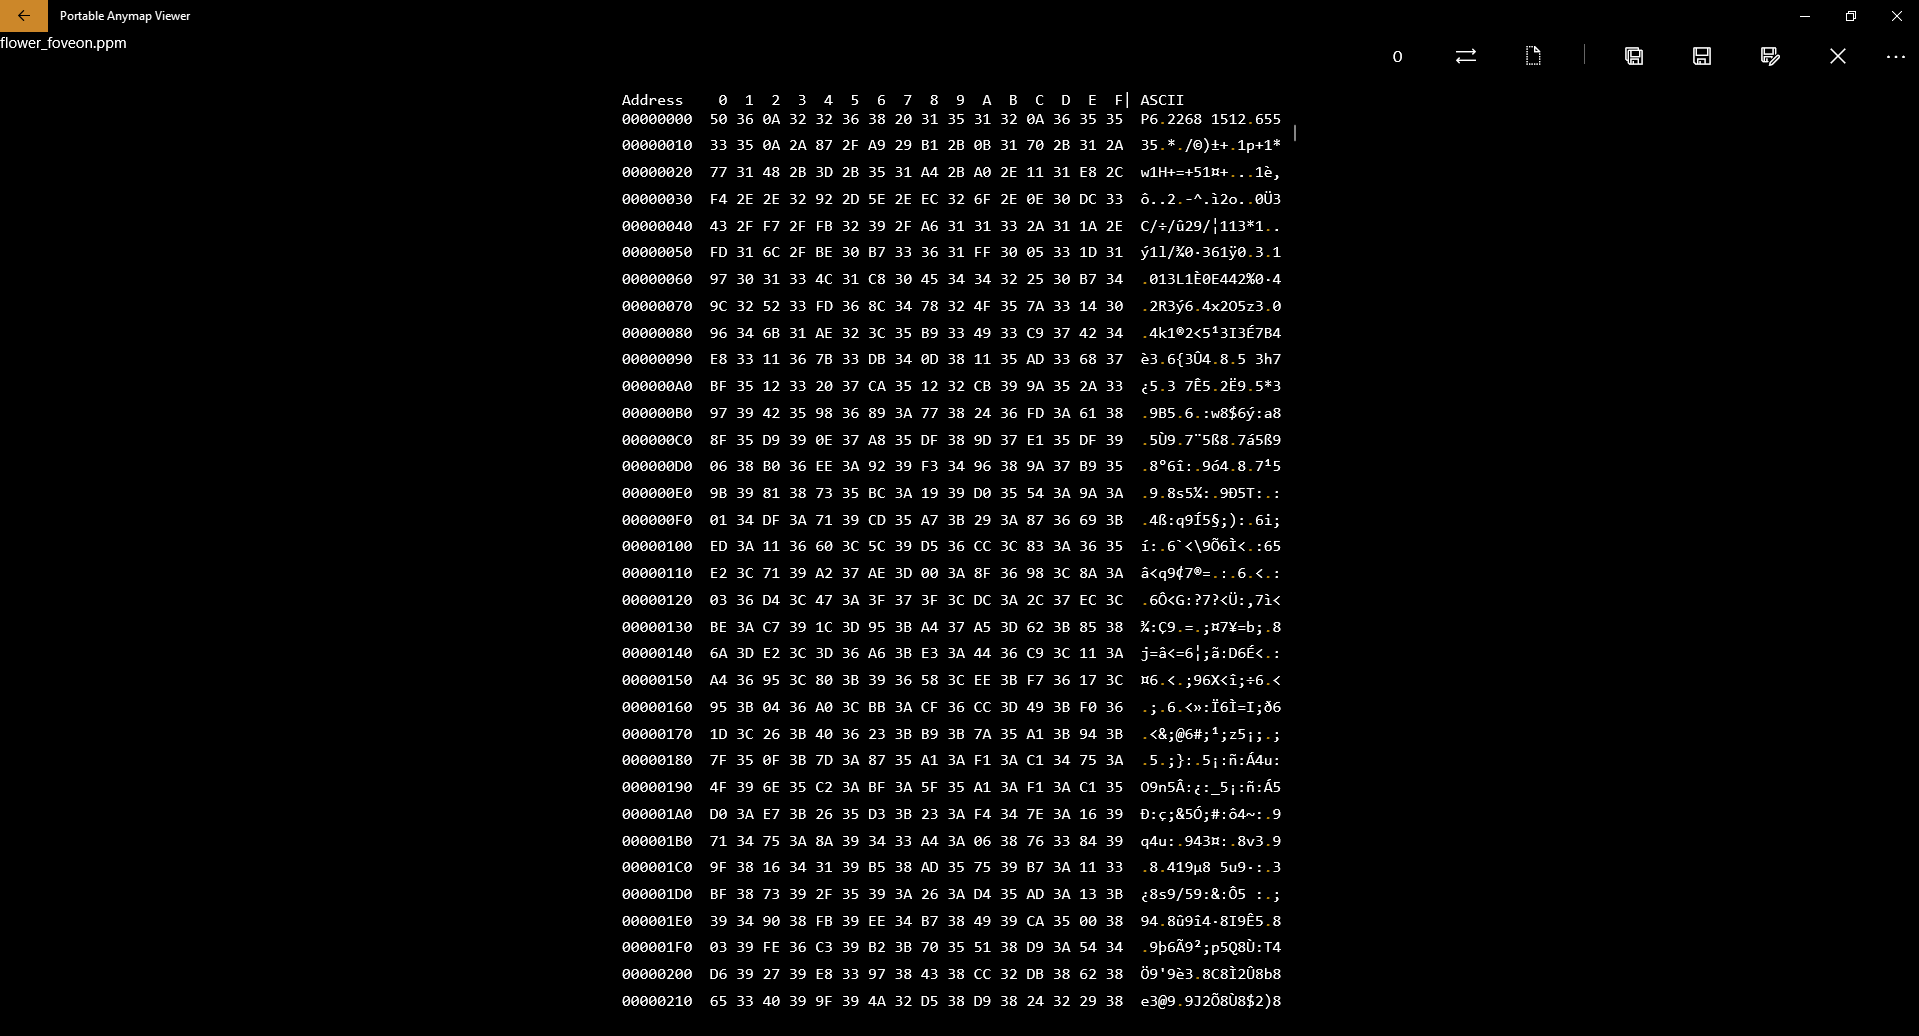 Portable Anymap Viewer
flower_foveon.ppm
0
Address 0 1 2 3 4 5 6 7 8 9 A B C D E F| ASCII
00000000 50 36 0A 32 32 36 38 20 31 35 31 32 0A 36 35 35 P6.2268 1512.655
00000010 33 35 0A 2A 87 2F A9 29 B1 2B 0B 31 70 2B 31 2A 35.*./©)±+.1p+1*
00000020 77 31 48 2B 3D 2B 35 31 A4 2B A0 2E 11 31 E8 2C w1H+=+51¤+...1è,
00000030 F4 2E 2E 32 92 2D 5E 2E EC 32 6F 2E 0E 30 DC 33 ô..2.-^.ì2o..0Ü3
00000040 43 2F F7 2F FB 32 39 2F A6 31 31 33 2A 31 1A 2E C/÷/û29/¦113*1..
00000050 FD 31 6C 2F BE 30 B7 33 36 31 FF 30 05 33 1D 31 ý1l/¾0·361ÿ0.3.1
00000060 97 30 31 33 4C 31 C8 30 45 34 34 32 25 30 B7 34 .013L1È0E442%0·4
00000070 9C 32 52 33 FD 36 8C 34 78 32 4F 35 7A 33 14 30 .2R3ý6.4x2O5z3.0
00000080 96 34 6B 31 AE 32 3C 35 B9 33 49 33 C9 37 42 34 .4k1®2<5¹3I3É7B4
00000090 E8 33 11 36 7B 33 DB 34 0D 38 11 35 AD 33 68 37 è3.6{3Û4.8.5 3h7
000000A0 BF 35 12 33 20 37 CA 35 12 32 CB 39 9A 35 2A 33 ¿5.3 7Ê5.2Ë9.5*3
000000B0 97 39 42 35 98 36 89 3A 77 38 24 36 FD 3A 61 38 .9B5.6.:w8$6ý:a8
000000C0 8F 35 D9 39 0E 37 A8 35 DF 38 9D 37 E1 35 DF 39 .5Ù9.7¨5ß8.7á5ß9
000000D0 06 38 B0 36 EE 3A 92 39 F3 34 96 38 9A 37 B9 35 .8°6î:.9ó4.8.7¹5
000000E0 9B 39 81 38 73 35 BC 3A 19 39 D0 35 54 3A 9A 3A .9.8s5¼:.9Ð5T:.:
000000F0 01 34 DF 3A 71 39 CD 35 A7 3B 29 3A 87 36 69 3B .4ß:q9Í5§;):.6i;
00000100 ED 3A 11 36 60 3C 5C 39 D5 36 CC 3C 83 3A 36 35 í:.6`<\9Õ6Ì<.:65
00000110 E2 3C 71 39 A2 37 AE 3D 00 3A 8F 36 98 3C 8A 3A â<q9¢7®=.:.6.<.:
00000120 03 36 D4 3C 47 3A 3F 37 3F 3C DC 3A 2C 37 EC 3C .6Ô<G:?7?<Ü:,7ì<
00000130 BE 3A C7 39 1C 3D 95 3B A4 37 A5 3D 62 3B 85 38 ¾:Ç9.=.;¤7¥=b;.8
00000140 6A 3D E2 3C 3D 36 A6 3B E3 3A 44 36 C9 3C 11 3A j=â<=6¦;ã:D6É<.:
00000150 A4 36 95 3C 80 3B 39 36 58 3C EE 3B F7 36 17 3C ¤6.<.;96X<î;÷6.<
00000160 95 3B 04 36 A0 3C BB 3A CF 36 CC 3D 49 3B F0 36 .;.6.<»:Ï6Ì=I;ð6
00000170 1D 3C 26 3B 40 36 23 3B B9 3B 7A 35 A1 3B 94 3B .<&;@6#;¹;z5¡;.;
00000180 7F 35 0F 3B 7D 3A 87 35 A1 3A F1 3A C1 34 75 3A .5.;}:.5¡:ñ:Á4u:
00000190 4F 39 6E 35 C2 3A BF 3A 5F 35 A1 3A F1 3A C1 35 O9n5Â:¿:_5¡:ñ:Á5
000001A0 D0 3A E7 3B 26 35 D3 3B 23 3A F4 34 7E 3A 16 39 Ð:ç;&5Ó;#:ô4~:.9
000001B0 71 34 75 3A 8A 39 34 33 A4 3A 06 38 76 33 84 39 q4u:.943¤:.8v3.9
000001C0 9F 38 16 34 31 39 B5 38 AD 35 75 39 B7 3A 11 33 .8.419µ8 5u9·:.3
000001D0 BF 38 73 39 2F 35 39 3A 26 3A D4 35 AD 3A 13 3B ¿8s9/59:&:Ô5 :.;
000001E0 39 34 90 38 FB 39 EE 34 B7 38 49 39 CA 35 00 38 94.8û9î4·8I9Ê5.8
000001F0 03 39 FE 36 C3 39 B2 3B 70 35 51 38 D9 3A 54 34 .9þ6Ã9²;p5Q8Ù:T4
00000200 D6 39 27 39 E8 33 97 38 43 38 CC 32 DB 38 62 38 Ö9'9è3.8C8Ì2Û8b8
00000210 65 33 40 39 9F 39 4A 32 D5 38 D9 38 24 32 29 38 e3@9.9J2Õ8Ù8$2)8